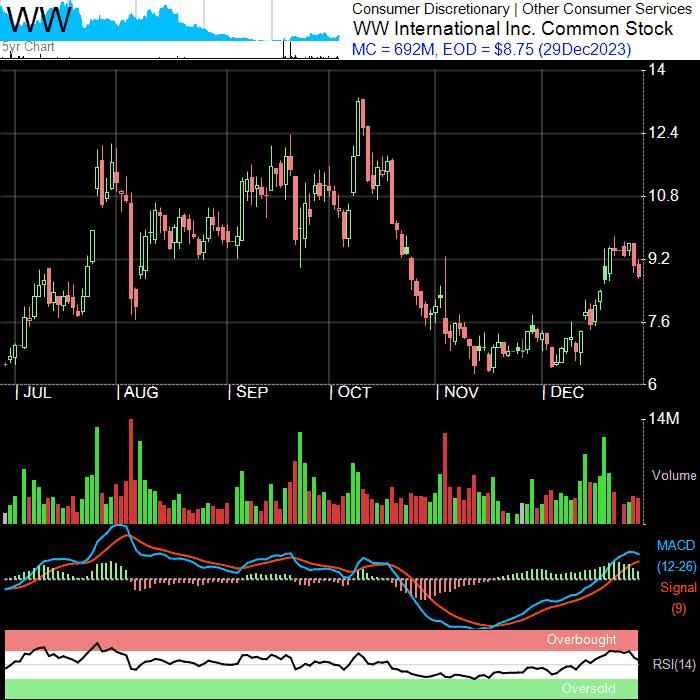 WW
5yr Chart
Consumer Discretionary | Other Consumer Services
WW International Inc. Common Stock
MC = 692M, EOD = $8.75 (29Dec2023)
14
12.4
10.8
9.2
7.6
6
JUL
AUG
SEP
OCT
NOV
DEC
14M
Volume
MACD
(12-26)
Signal
(9)
Overbought
RSI(14)
Oversold